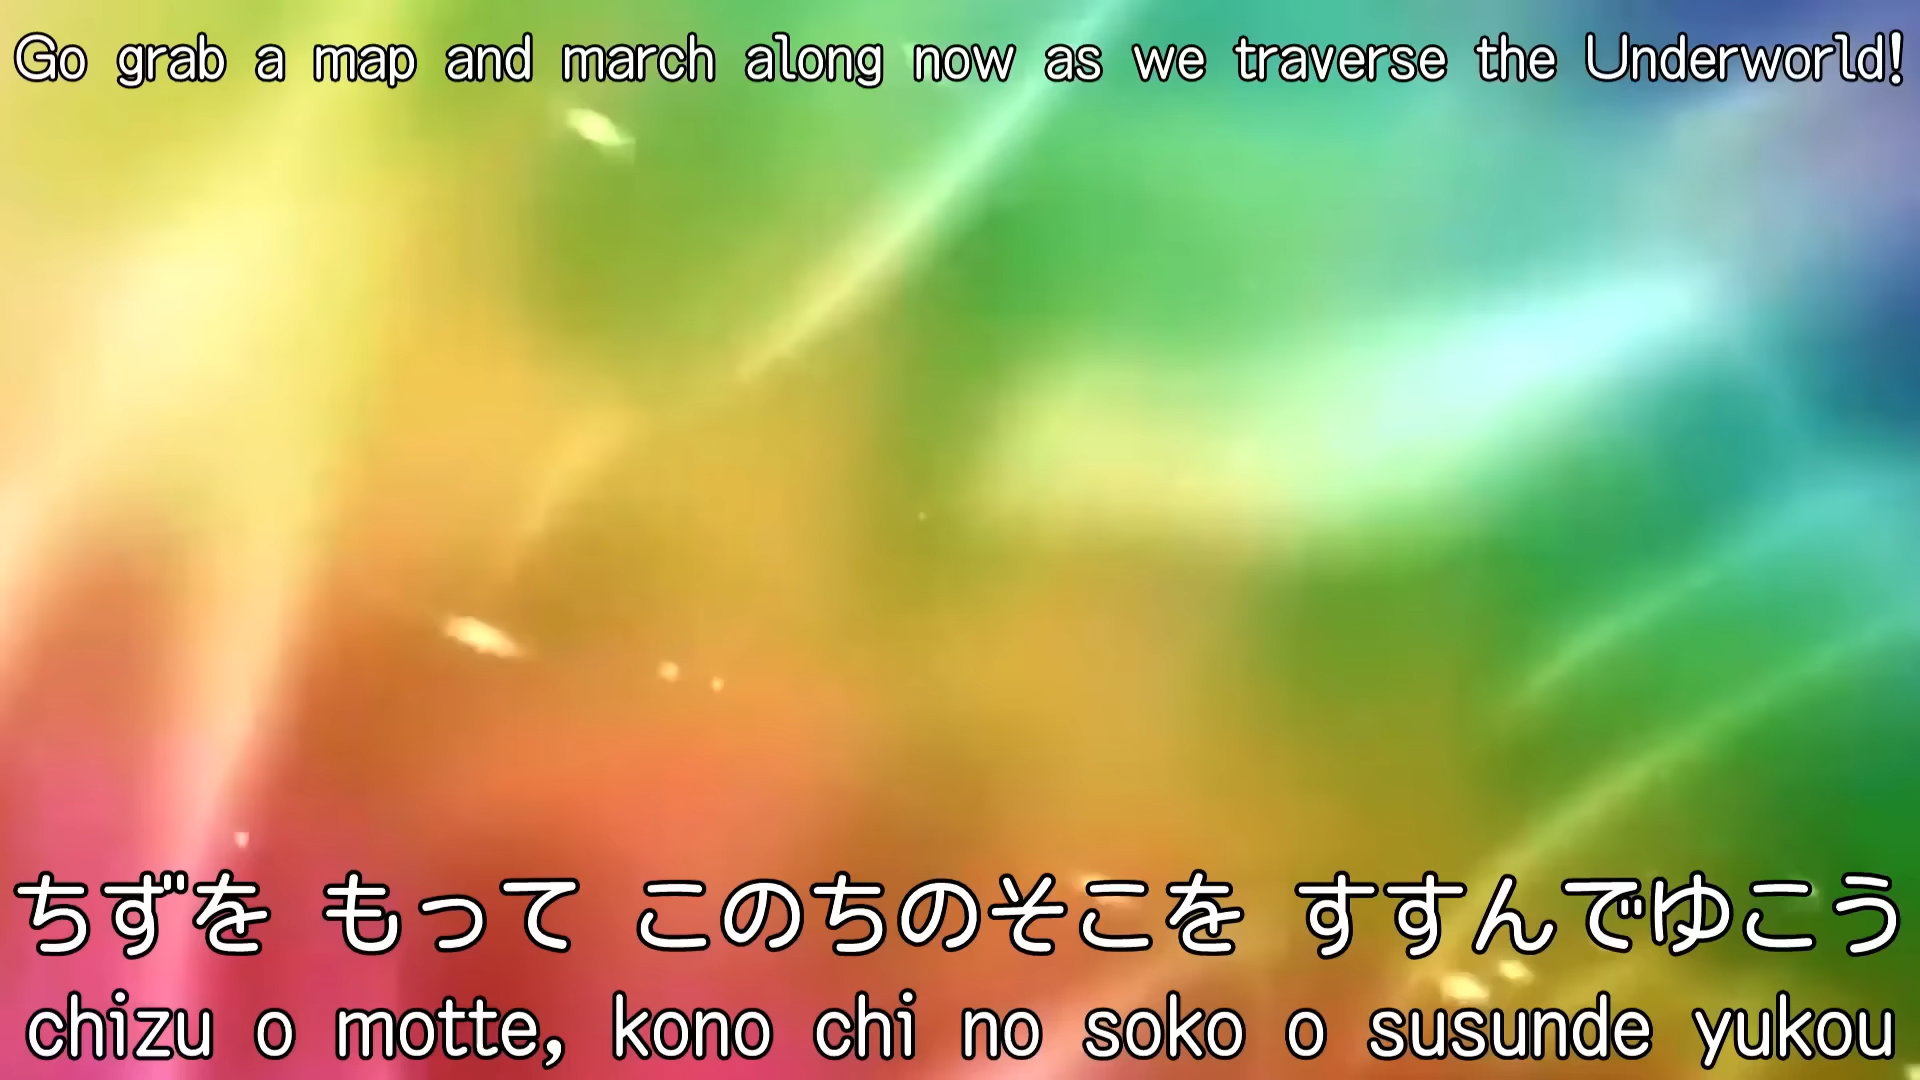 Go grab a map and march along now as we traverse the Underworld!
ちずを もって このちのそこを すすんでゆこう
chizu o motte, kono chi no soko o susunde yukou